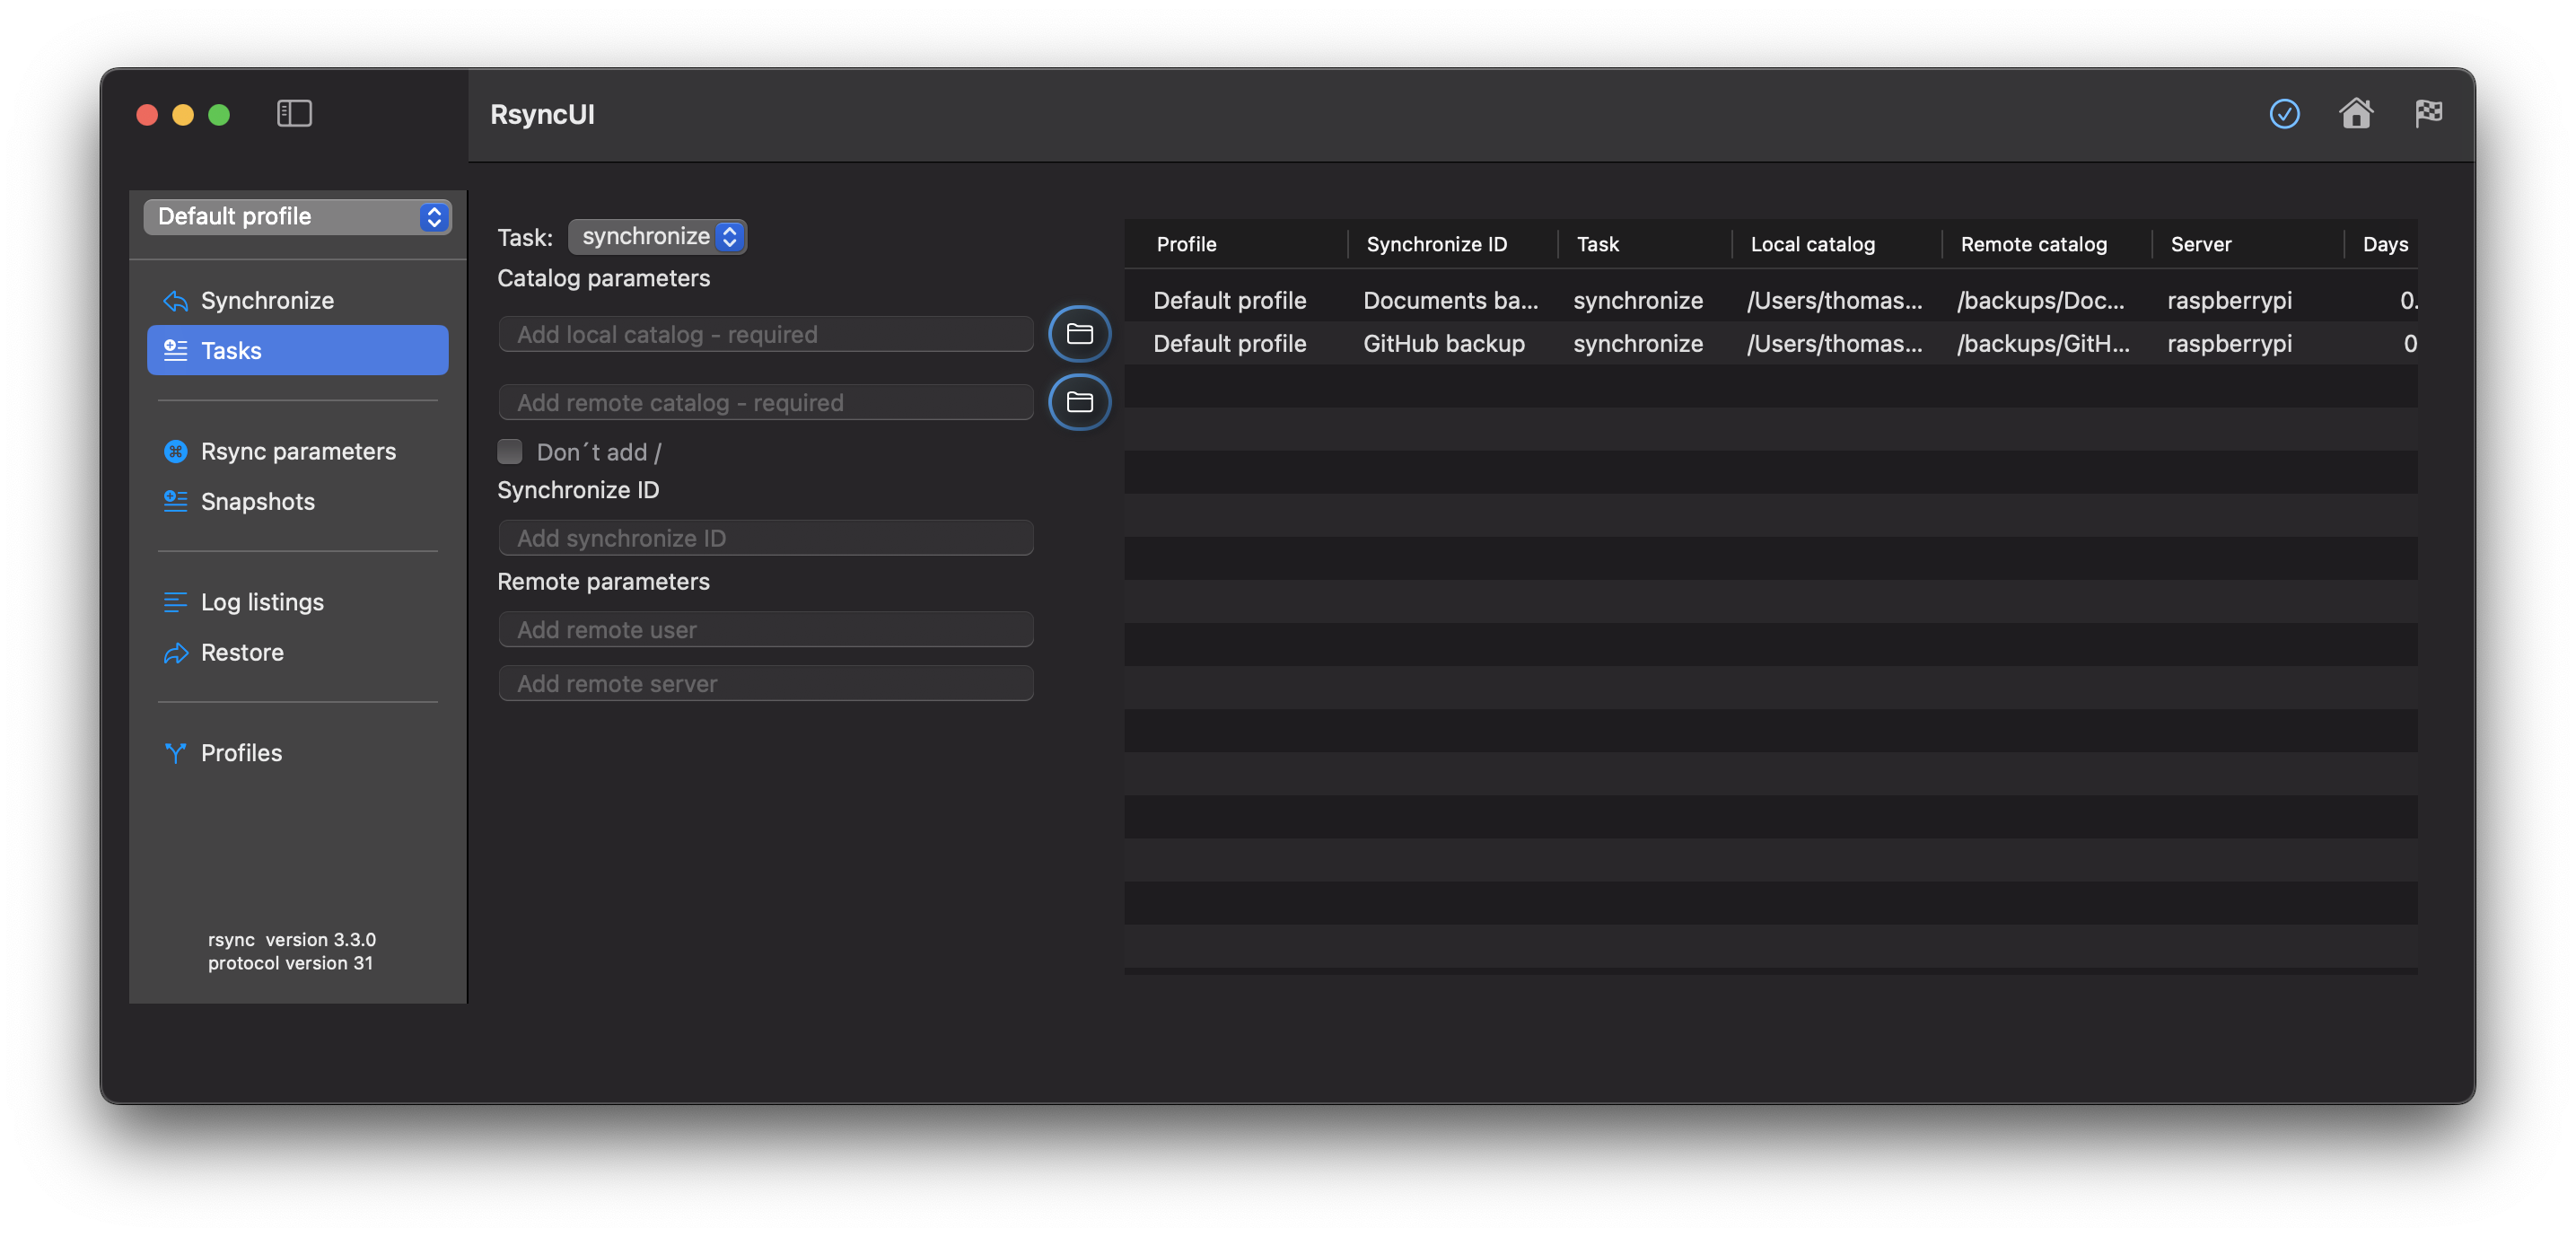 RsyncUI
Default profile
Synchronize
Tasks
Rsync parameters
Snapshots
Log listings
Restore
Profiles
rsync  version 3.3.0
protocol version 31
Task: synchronize
Catalog parameters
Add local catalog - required
Add remote catalog - required
Don´t add /
Synchronize ID
Add synchronize ID
Remote parameters
Add remote user
Add remote server
Profile Synchronize ID Task Local catalog Remote catalog Server Days
Default profile Documents ba... synchronize /Users/thomas... /backups/Doc... raspberrypi 0.
Default profile GitHub backup synchronize /Users/thomas... /backups/GitH... raspberrypi 0